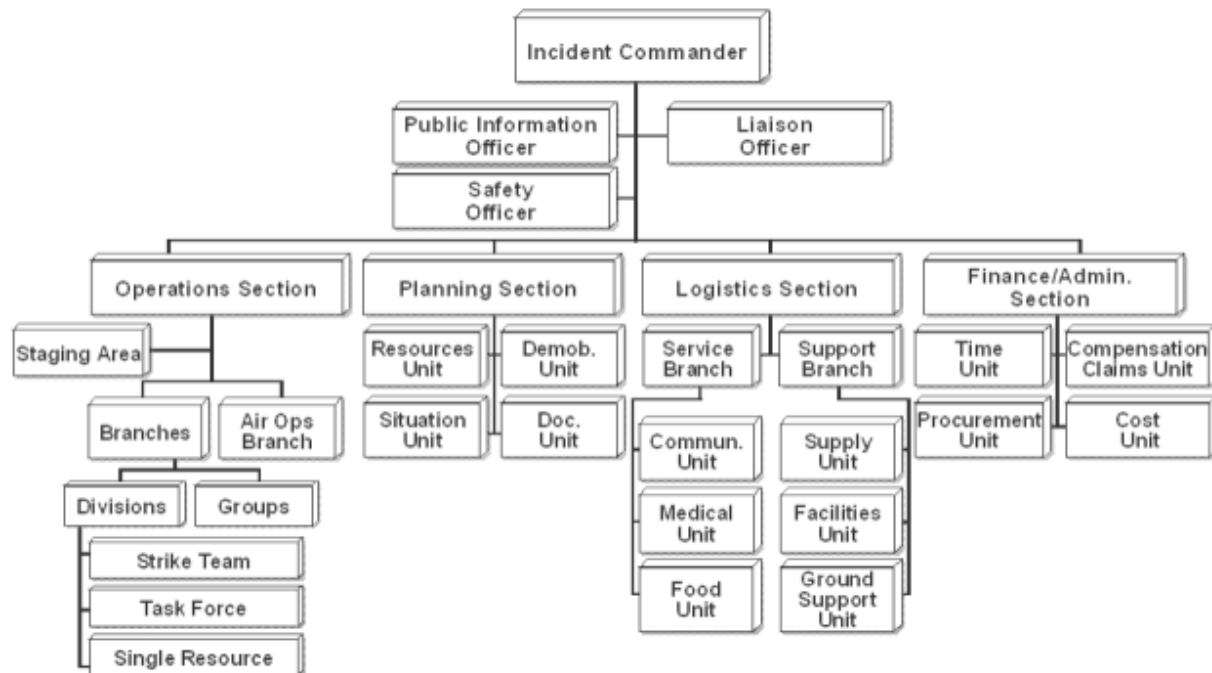 Incident Commander
Public Information
Officer
Liaison
Officer
Safety
Officer
Operations Section
Planning Section
Logistics Section
Finance/Admin.
Section
Staging Area
Resources
Unit
Demob.
Unit
Service
Branch
Support
Branch
Time
Unit
Compensation
Claims Unit
Branches
Air Ops
Branch
Situation
Unit
Doc.
Unit
Procurement
Unit
Cost
Unit
Commun.
Unit
Supply
Unit
Divisions
Groups
Medical
Unit
Facilities
Unit
Strike Team
Task Force
Single Resource
Food
Unit
Ground
Support
Unit